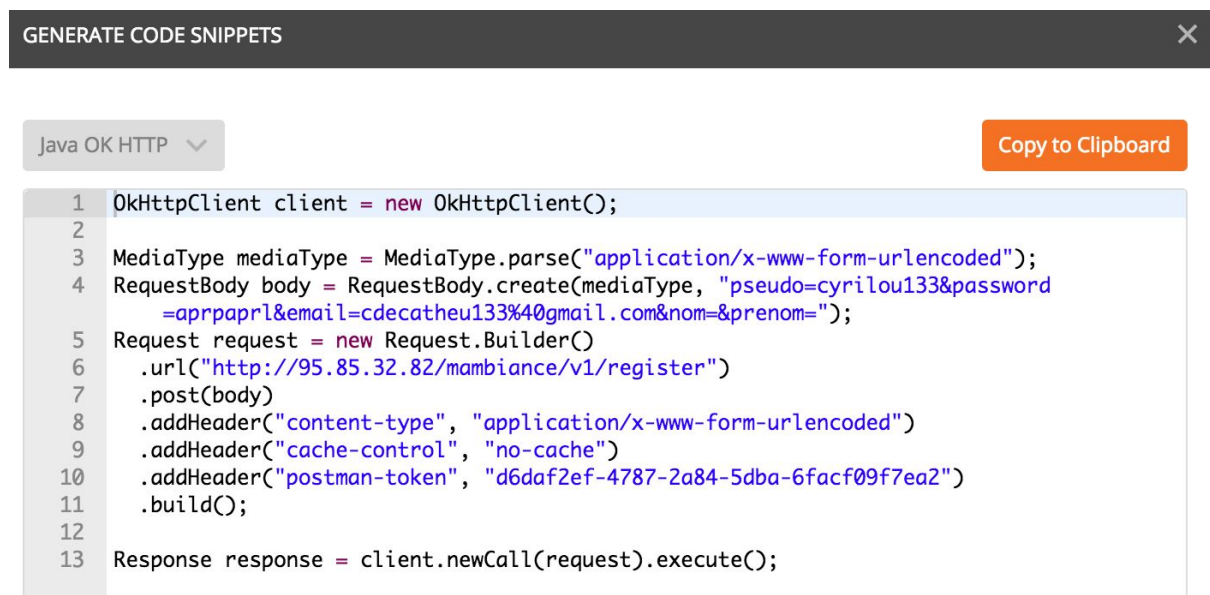 GENERATE CODE SNIPPETS
Java OK HTTP
Copy to Clipboard
1 OkHttpClient client = new OkHttpClient();
2
3 MediaType mediaType = MediaType.parse("application/x-www-form-urlencoded");
4 RequestBody body = RequestBody.create(mediaType, "pseudo=cyrilou133&password
=aprpaprl&email=cdecatheu133%40gmail.com&nom=&prenom=");
5 Request request = new Request.Builder()
6 .url("http://95.85.32.82/mambiance/v1/register")
7 .post(body)
8 .addHeader("content-type", "application/x-www-form-urlencoded")
9 .addHeader("cache-control", "no-cache")
10 .addHeader("postman-token", "d6daf2ef-4787-2a84-5dba-6facf09f7ea2")
11 .build();
12
13 Response response = client.newCall(request).execute();